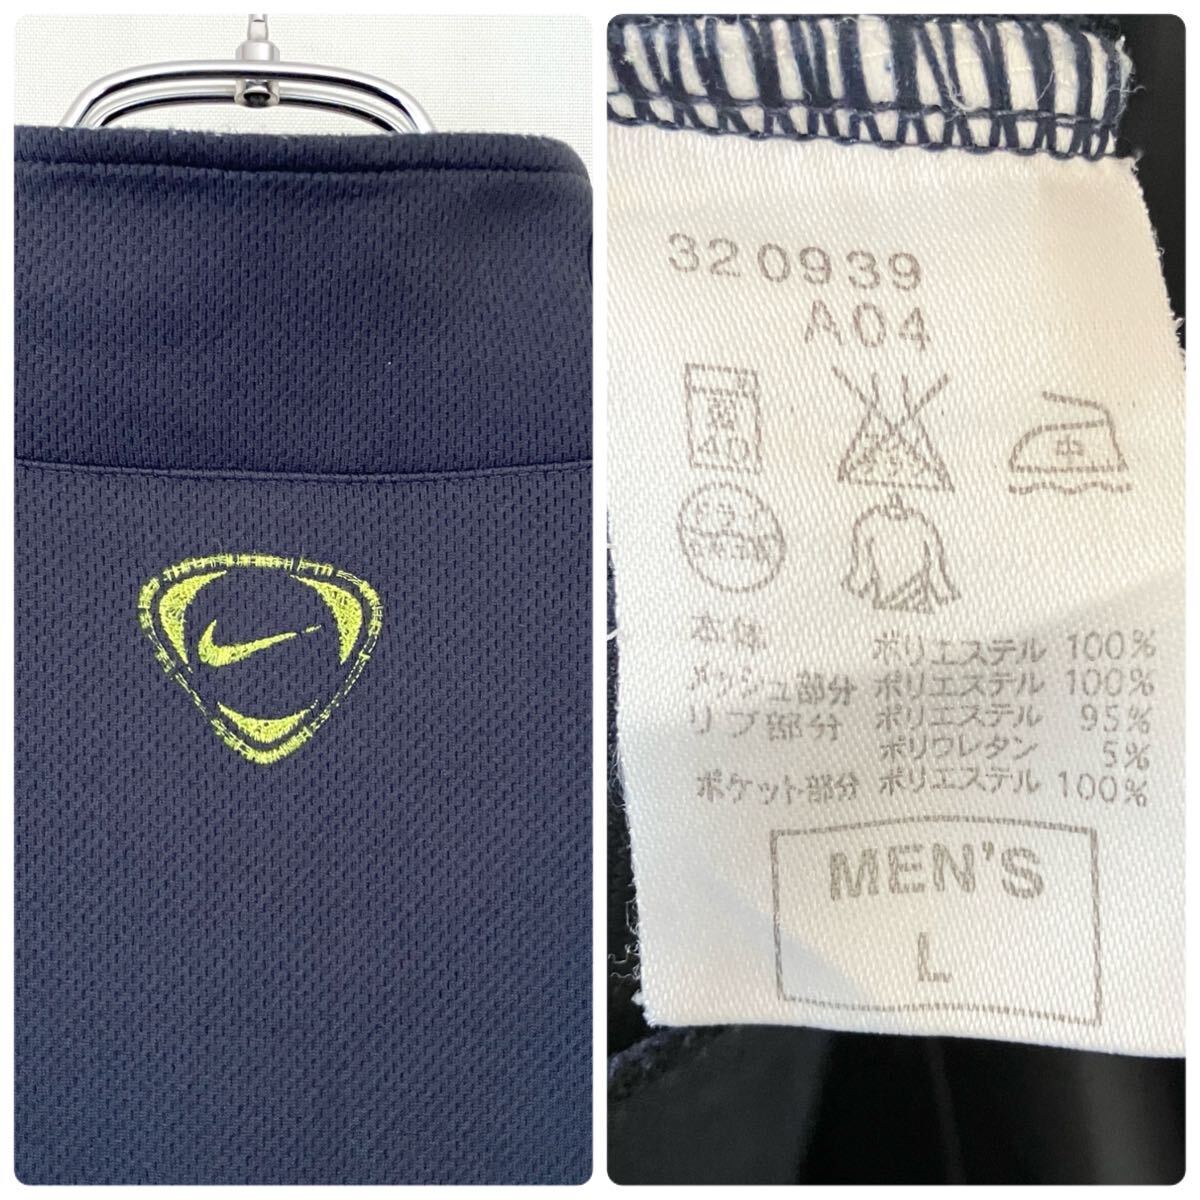 320939
A04
40
中
本体 ポリエステル 100%
メッシュ部分 ポリエステル 100%
リブ部分 ポリエステル 95%
ポリウレタン 5%
ポケット部分 ポリエステル 100%
MEN'S
L